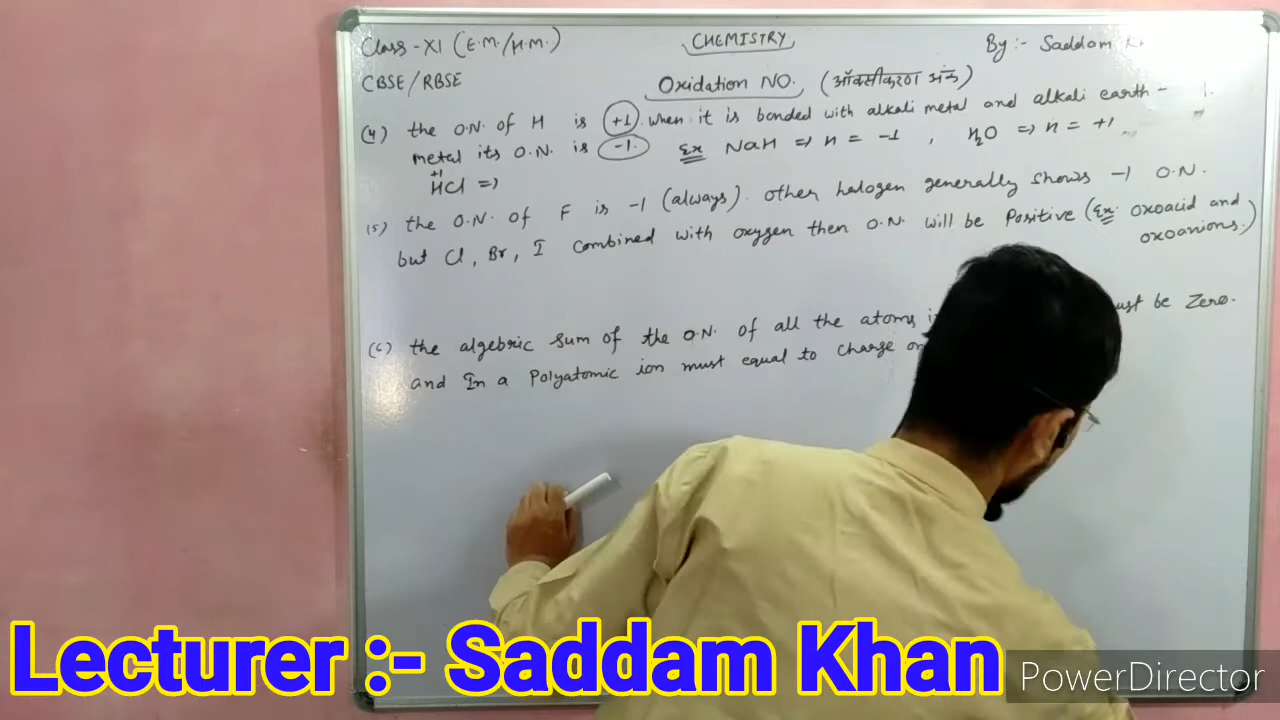 Class - XI (E.M./H.M.)
CHEMISTRY
By :- Saddam
CBSE/RBSE
Oxidation NO. (ऑक्सीकरण अंक)
(4) the O.N. of H is +1. when it is bonded with alkali metal and alkali earth -
metal its O.N. is -1. Ex NaH => H = -1 , H2O => H = +1
+1
HCl =>
(5) the O.N. of F is -1 (always). other halogen generally shows -1 O.N.
but Cl, Br, I combined with oxygen then O.N. will be Positive (Ex. oxoacid and
oxoanions.)
(6) the algebric sum of the O.N. of all the atoms must be Zero.
and In a Polyatomic ion must equal to charge on
Lecturer :- Saddam Khan
PowerDirector